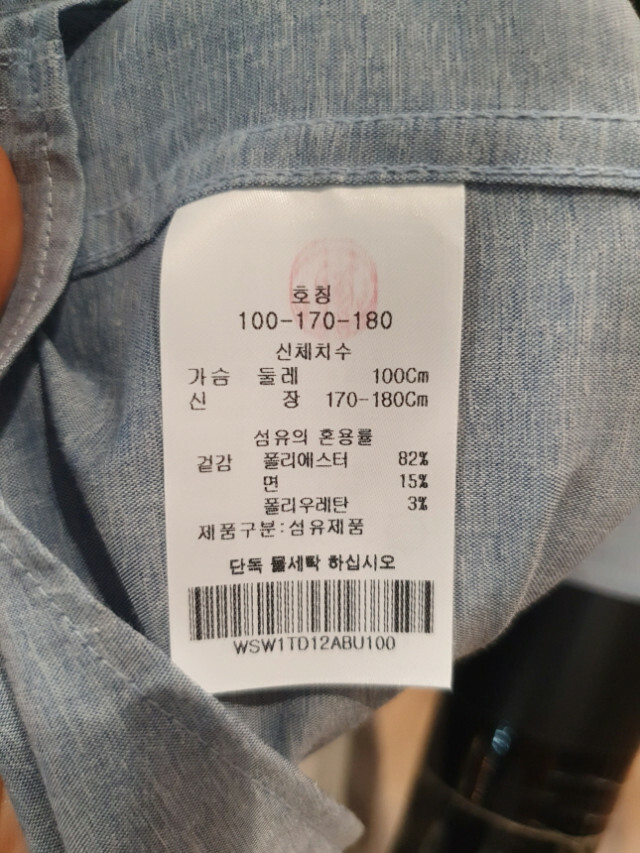 호칭
100-170-180
신체치수
가슴 둘레 100Cm
신 장 170-180Cm
섬유의 혼용률
겉감 폴리에스터 82%
면 15%
폴리우레탄 3%
제품구분:섬유제품
단독 물세탁 하십시오
WSW1TD12ABU100